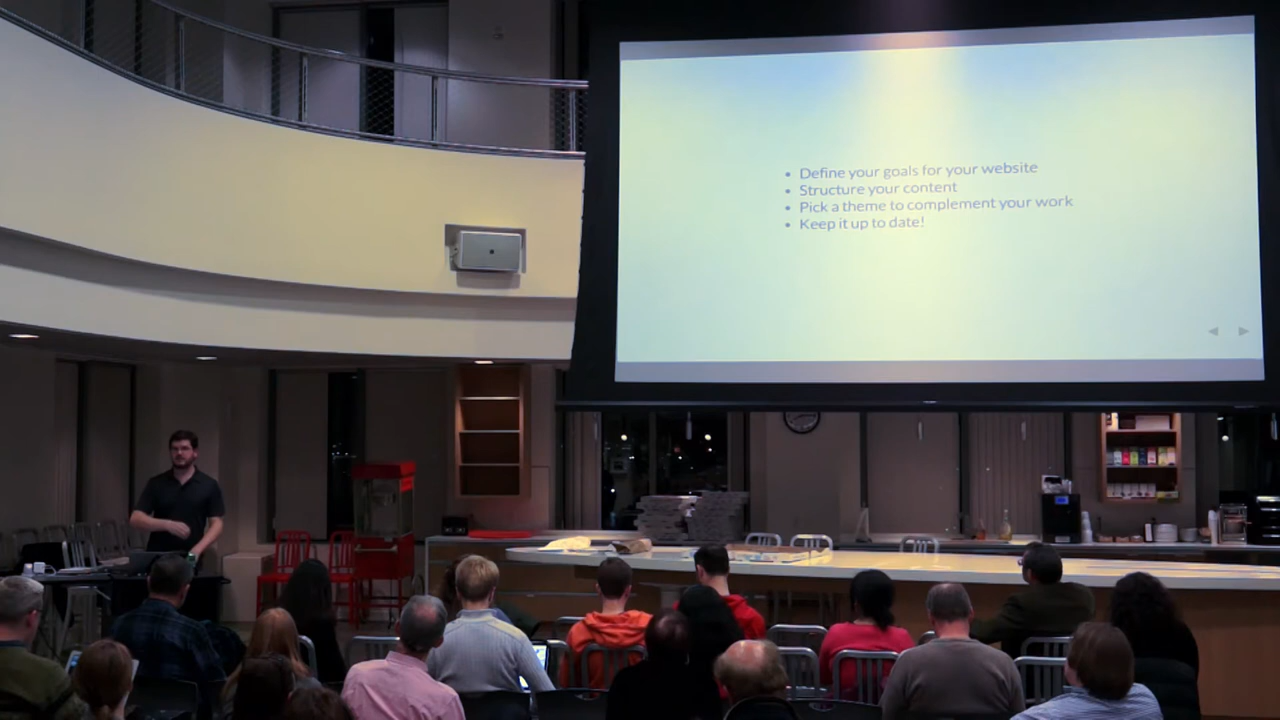 • Define your goals for your website
• Structure your content
• Pick a theme to complement your work
• Keep it up to date!